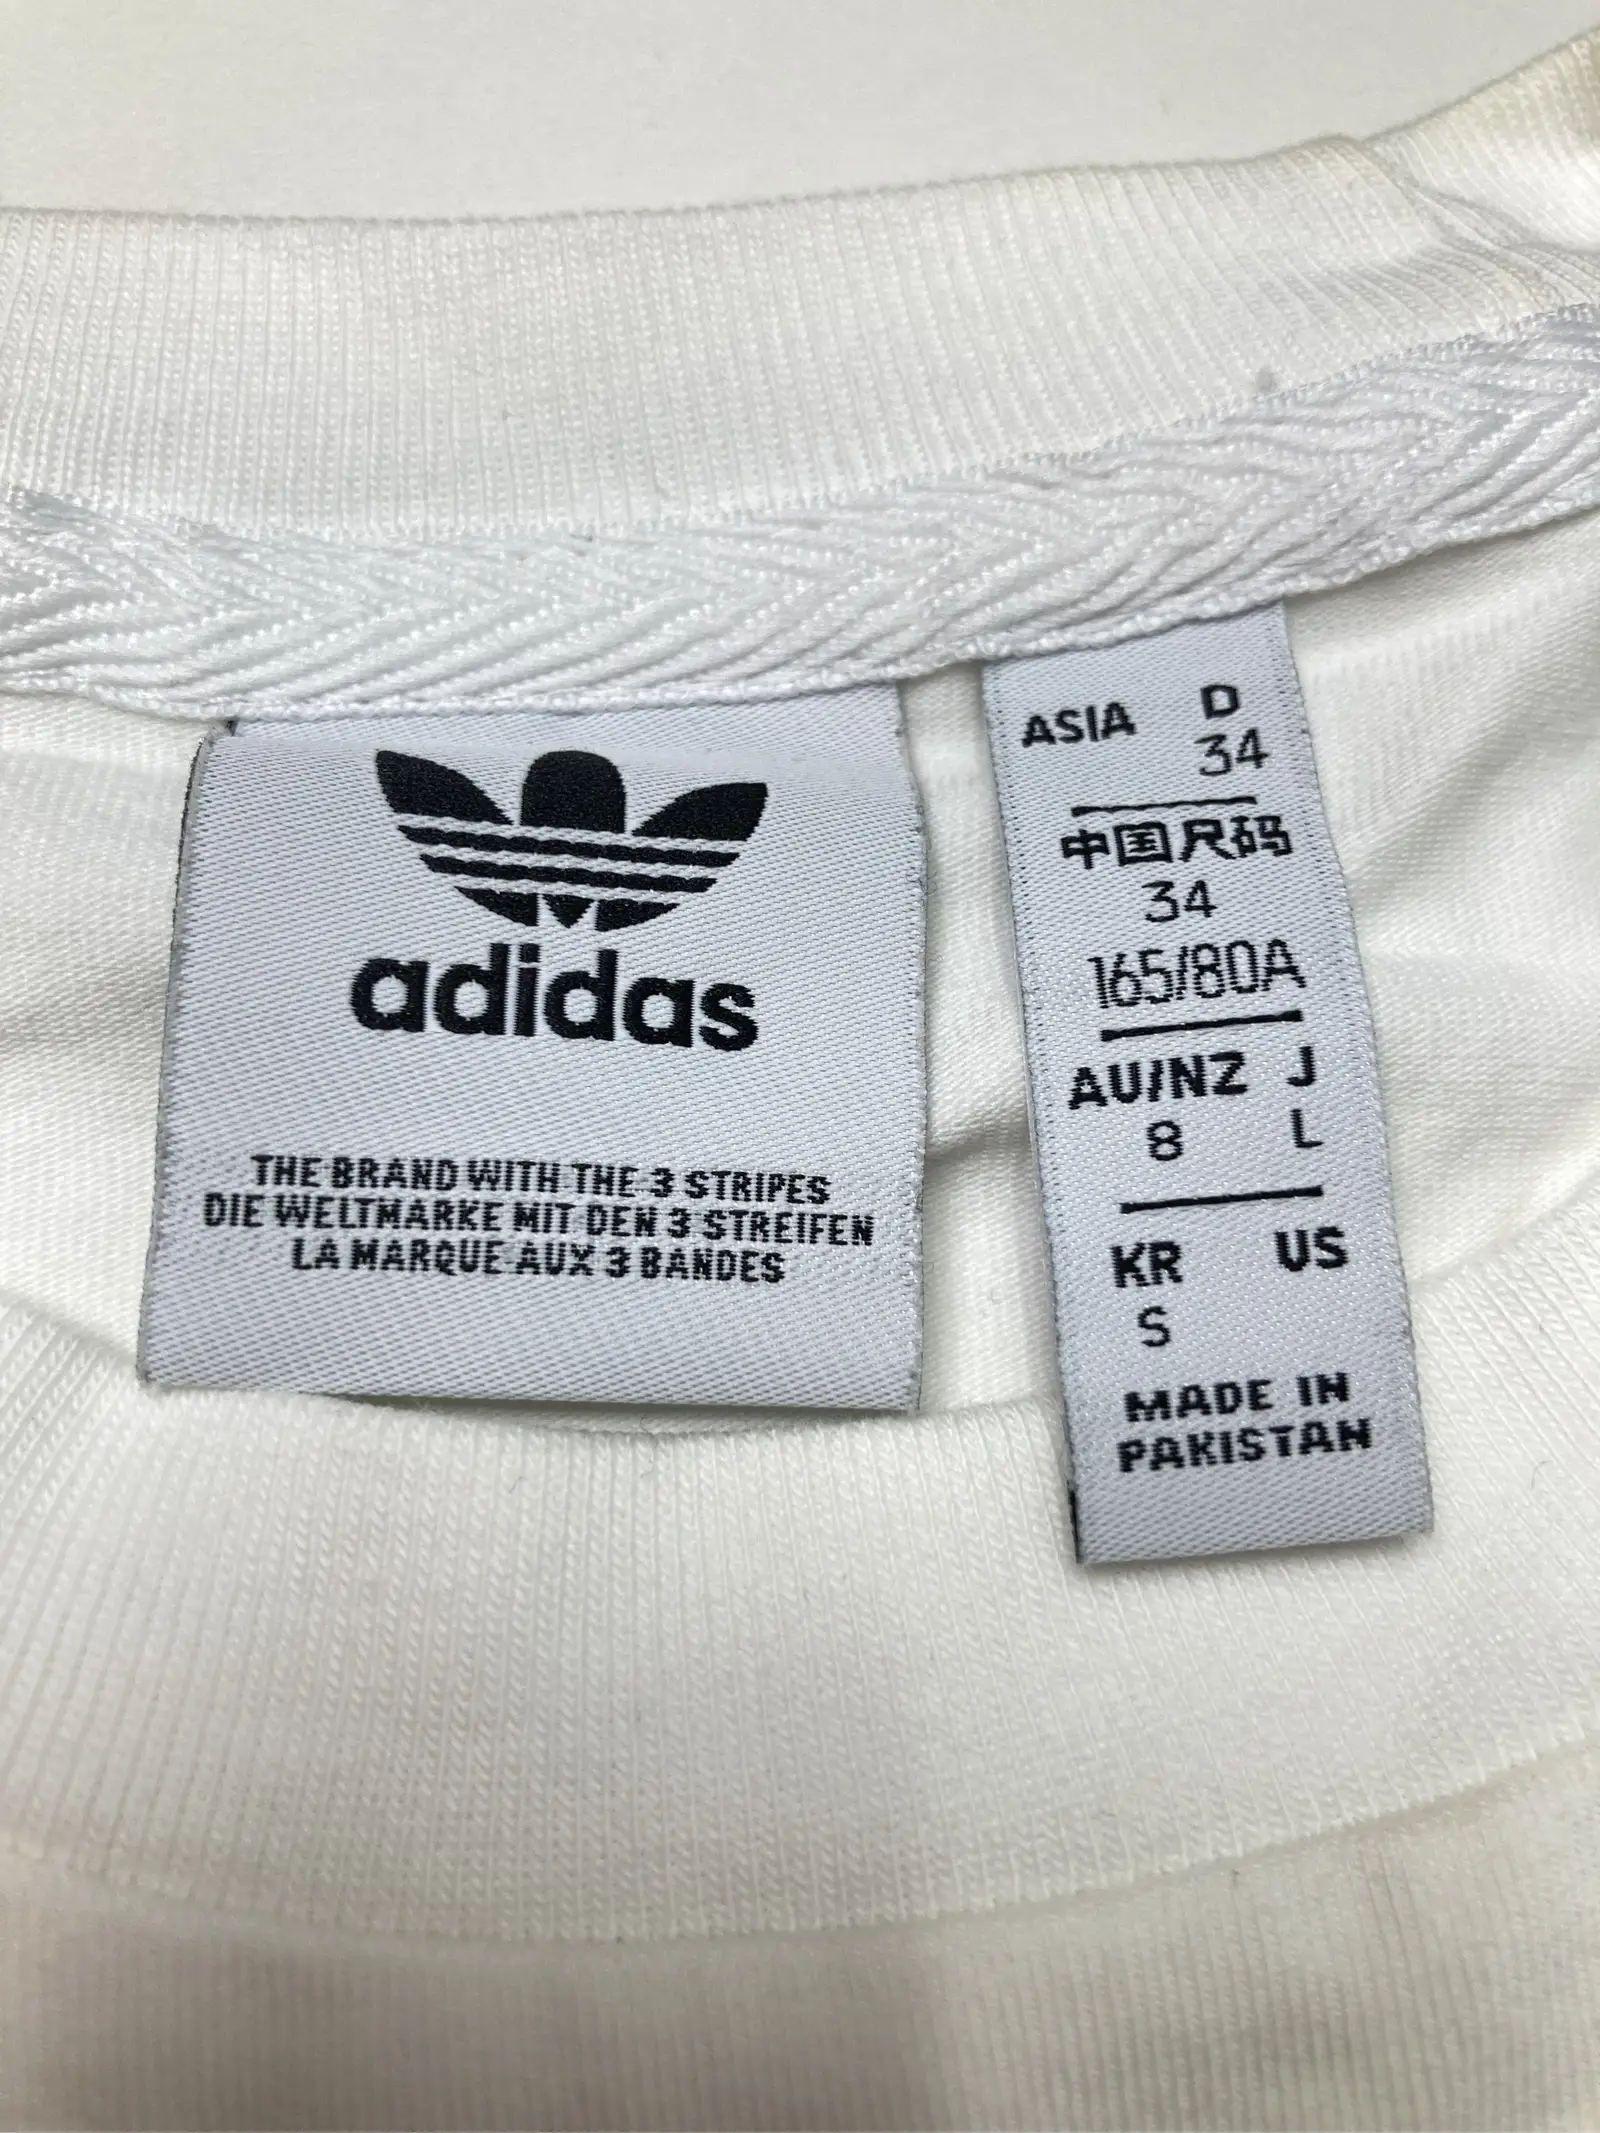 adidas
THE BRAND WITH THE 3 STRIPES
DIE WELTMARKE MIT DEN 3 STREIFEN
LA MARQUE AUX 3 BANDES
ASIA D
34
中国尺码
34
165/80A
AU/NZ J
8 L
KR US
S
MADE IN
PAKISTAN